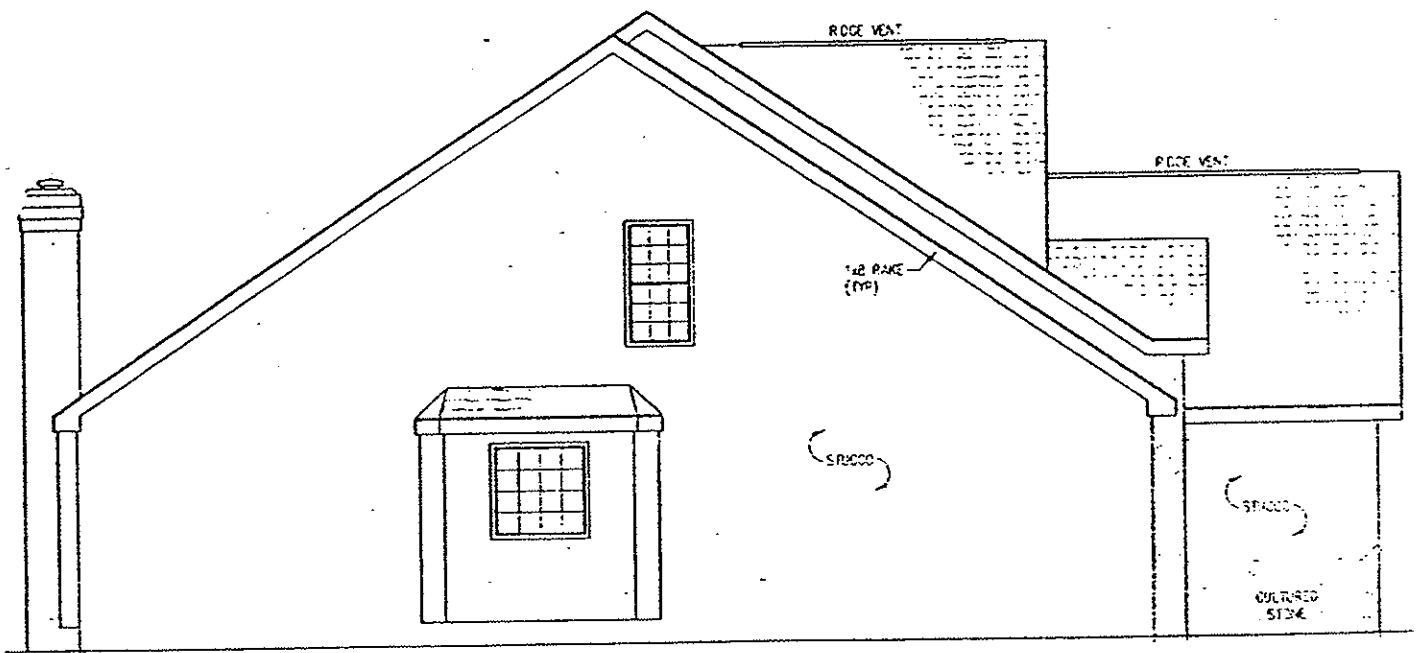 RIDGE VENT
RIDGE VENT
1x8 RAKE
(TYP)
STUCCO
STUCCO
CULTURED
STONE